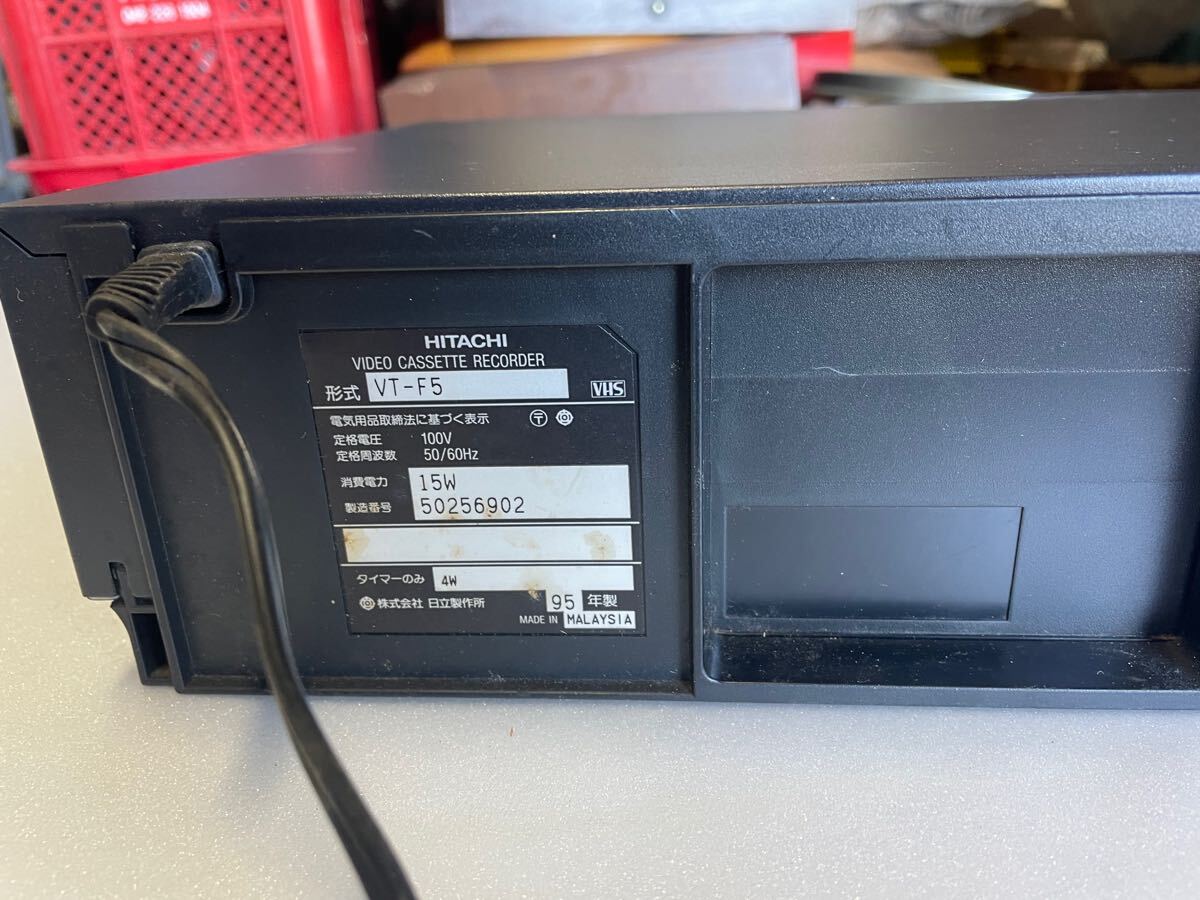 HITACHI
VIDEO CASSETTE RECORDER
形式 VT-F5 VHS
電気用品取締法に基づく表示 〒
定格電圧 100V
定格周波数 50/60Hz
消費電力 15W
製造番号 50256902
タイマーのみ 4W
株式会社 日立製作所 95 年製
MADE IN MALAYSIA